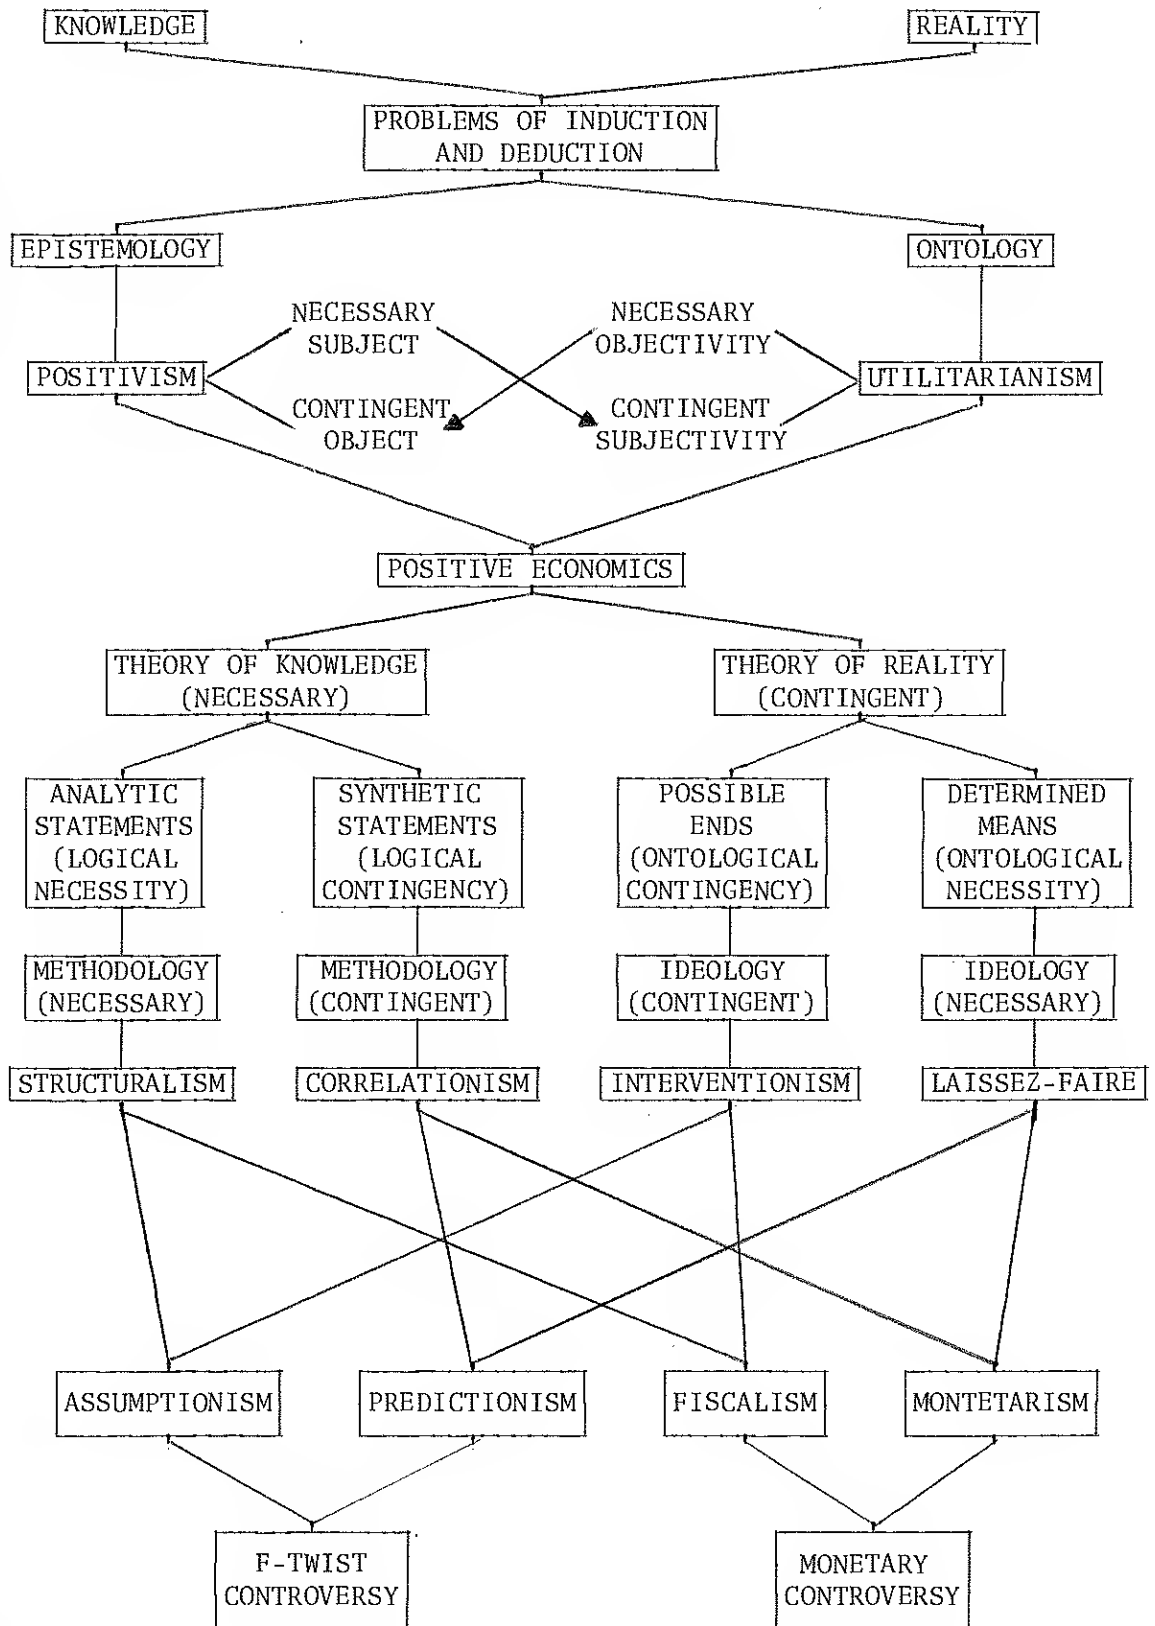 KNOWLEDGE
REALITY
PROBLEMS OF INDUCTION
AND DEDUCTION
EPISTEMOLOGY
ONTOLOGY
NECESSARY
SUBJECT
NECESSARY
OBJECTIVITY
POSITIVISM
UTILITARIANISM
CONTINGENT
OBJECT
CONTINGENT
SUBJECTIVITY
POSITIVE ECONOMICS
THEORY OF KNOWLEDGE
(NECESSARY)
THEORY OF REALITY
(CONTINGENT)
ANALYTIC
STATEMENTS
(LOGICAL
NECESSITY)
SYNTHETIC
STATEMENTS
(LOGICAL
CONTINGENCY)
POSSIBLE
ENDS
(ONTOLOGICAL
CONTINGENCY)
DETERMINED
MEANS
(ONTOLOGICAL
NECESSITY)
METHODOLOGY
(NECESSARY)
METHODOLOGY
(CONTINGENT)
IDEOLOGY
(CONTINGENT)
IDEOLOGY
(NECESSARY)
STRUCTURALISM
CORRELATIONISM
INTERVENTIONISM
LAISSEZ-FAIRE
ASSUMPTIONISM
PREDICTIONISM
FISCALISM
MONTETARISM
F-TWIST
CONTROVERSY
MONETARY
CONTROVERSY